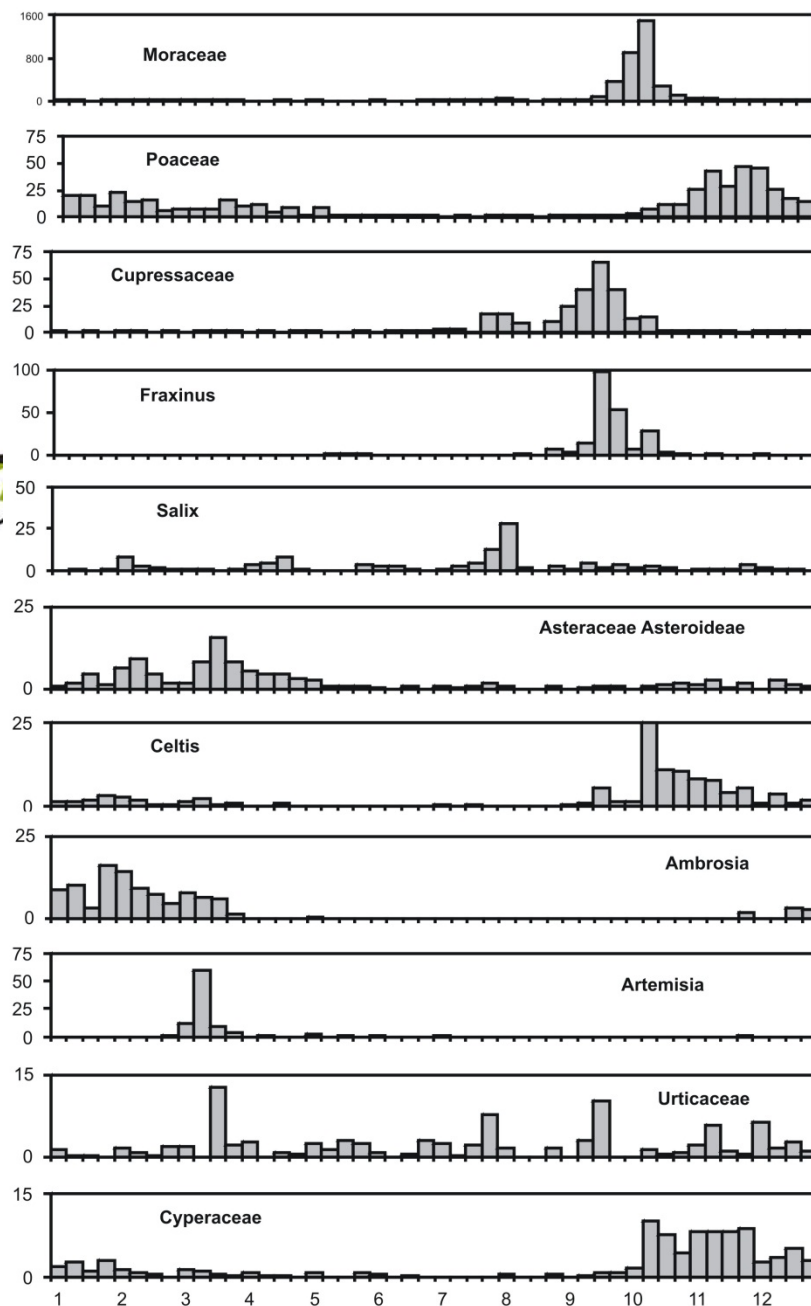 1600
800
0
Moraceae
75
50
25
0
Poaceae
75
50
25
0
Cupressaceae
100
50
0
Fraxinus
50
25
0
Salix
25
0
Asteraceae Asteroideae
25
0
Celtis
25
0
Ambrosia
75
50
25
0
Artemisia
15
0
Urticaceae
15
0
Cyperaceae
1 2 3 4 5 6 7 8 9 10 11 12